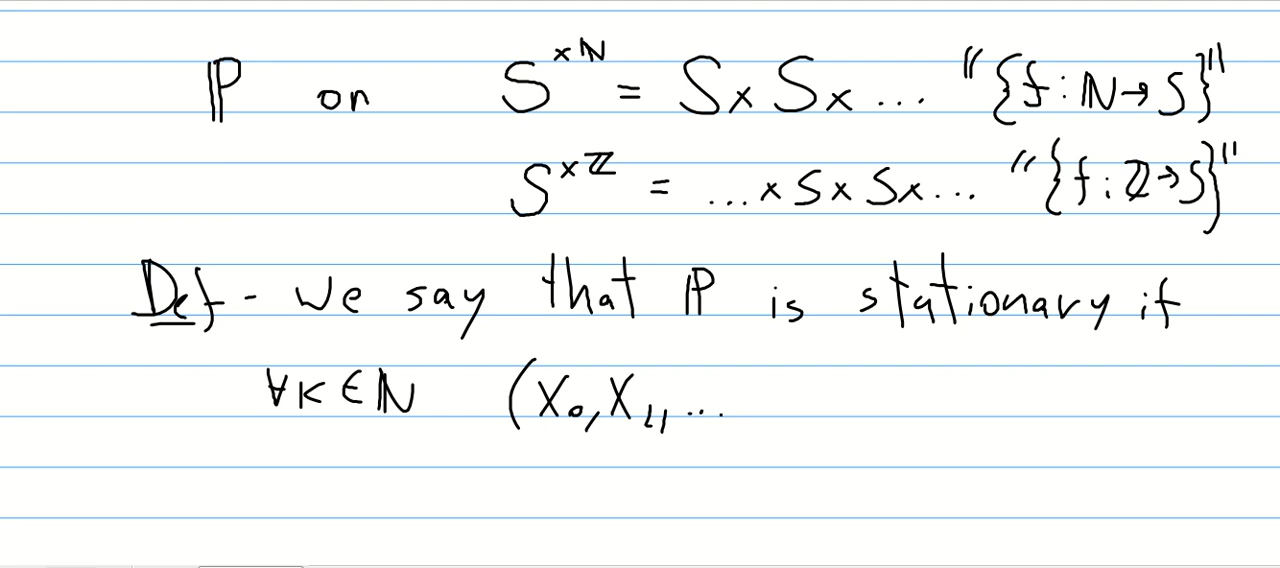 ℙ on S^{×ℕ} = S × S × ... "{f : ℕ → S}"
S^{×ℤ} = ... × S × S × ... "{f : ℤ → S}"
Def - We say that ℙ is stationary if
∀k ∈ ℕ (X₀, X₁, ...